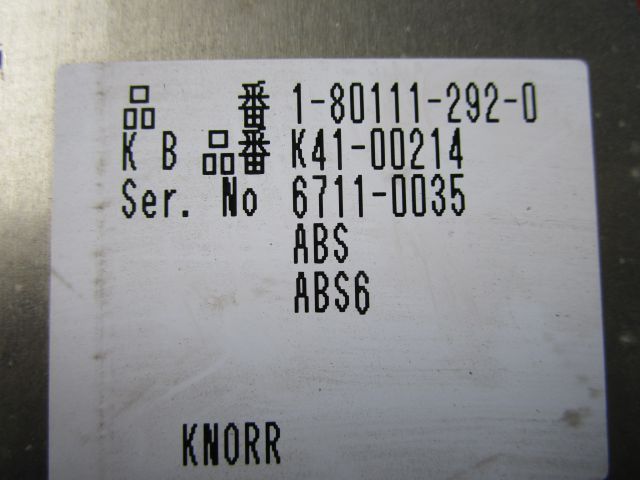 品 番 1-80111-292-0
K B 品番 K41-00214
Ser. No 6711-0035
ABS
ABS6
KNORR